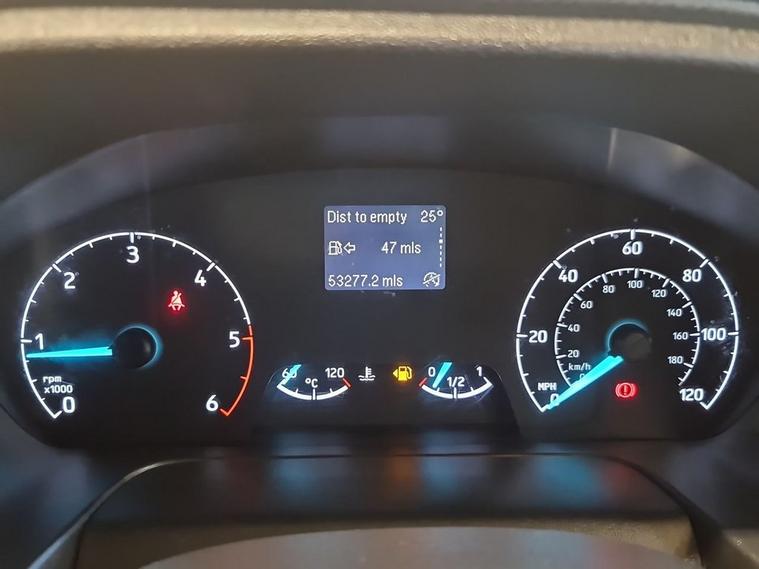 Dist to empty 25°
47 mls
53277.2 mls
0 1 2 3 4 5 6
rpm
x1000
60 120
°C
0 1/2 1
0 20 40 60 80 100 120
MPH
0 20 40 60 80 100 120 140 160 180
km/h